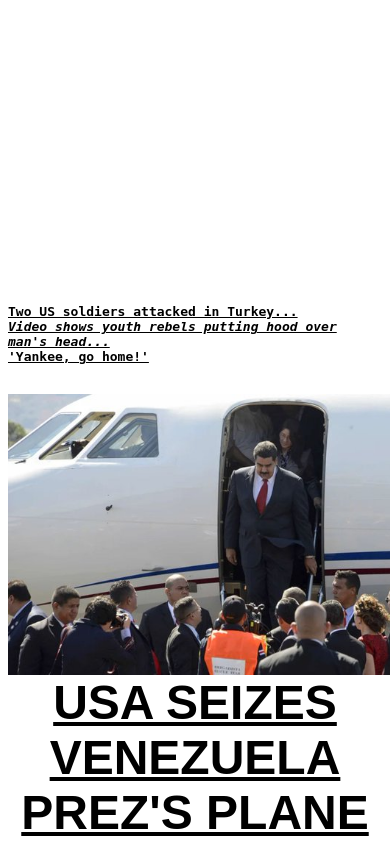 Two US soldiers attacked in Turkey...
Video shows youth rebels putting hood over
man's head...
'Yankee, go home!'
USA SEIZES
VENEZUELA
PREZ'S PLANE